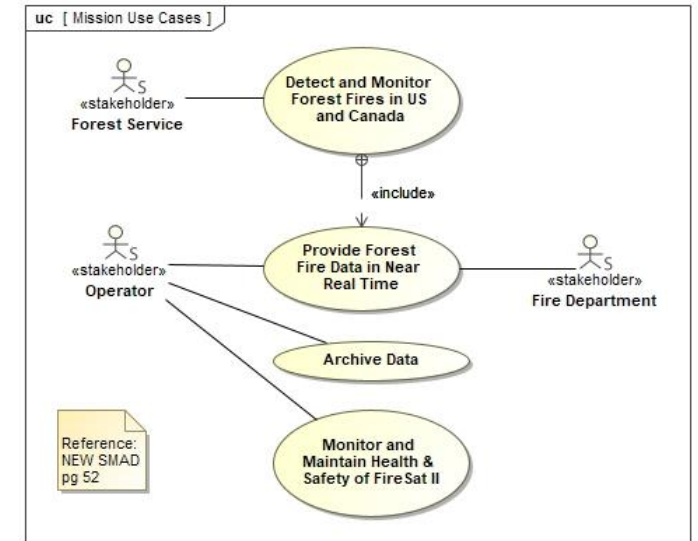 uc [ Mission Use Cases ]
S
«stakeholder»
Forest Service
Detect and Monitor
Forest Fires in US
and Canada
«include»
S
«stakeholder»
Operator
Provide Forest
Fire Data in Near
Real Time
S
«stakeholder»
Fire Department
Archive Data
Reference:
NEW SMAD
pg 52
Monitor and
Maintain Health &
Safety of FireSat II